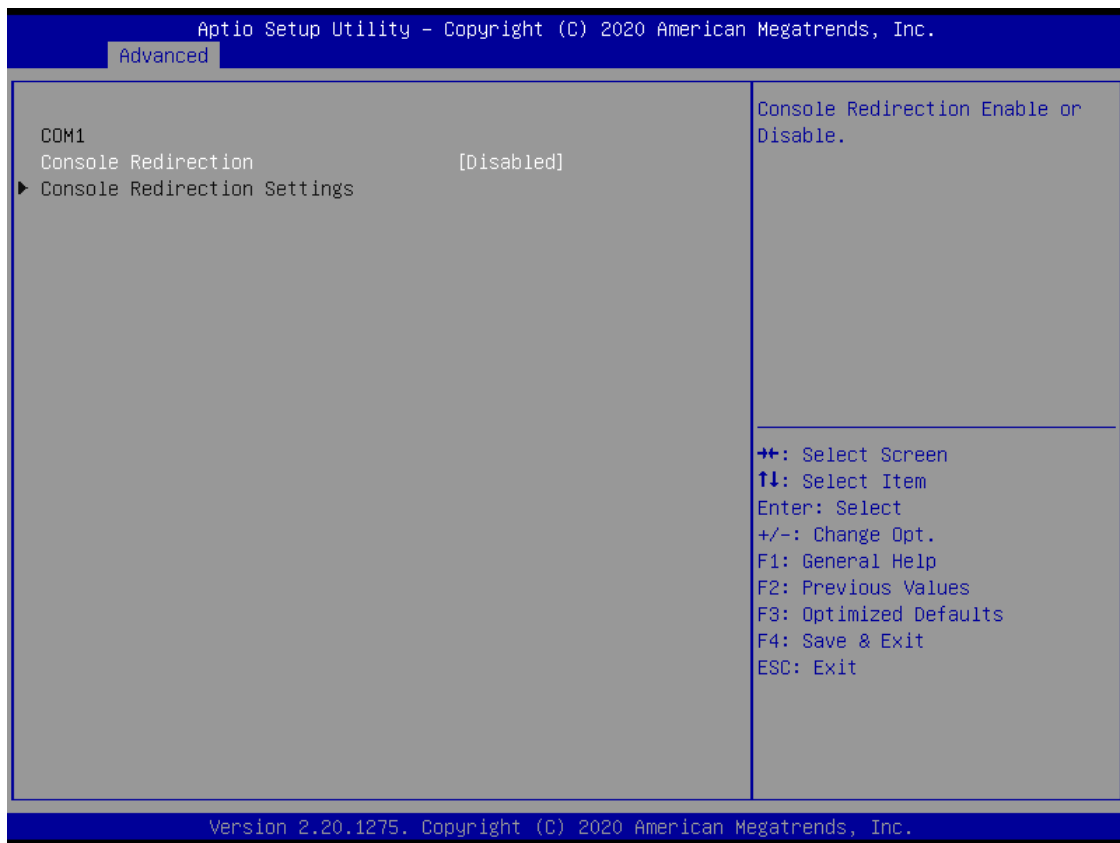 Aptio Setup Utility – Copyright (C) 2020 American Megatrends, Inc.
Advanced
COM1
Console Redirection [Disabled]
▶ Console Redirection Settings
Console Redirection Enable or
Disable.
→←: Select Screen
↑↓: Select Item
Enter: Select
+/-: Change Opt.
F1: General Help
F2: Previous Values
F3: Optimized Defaults
F4: Save & Exit
ESC: Exit
Version 2.20.1275. Copyright (C) 2020 American Megatrends, Inc.